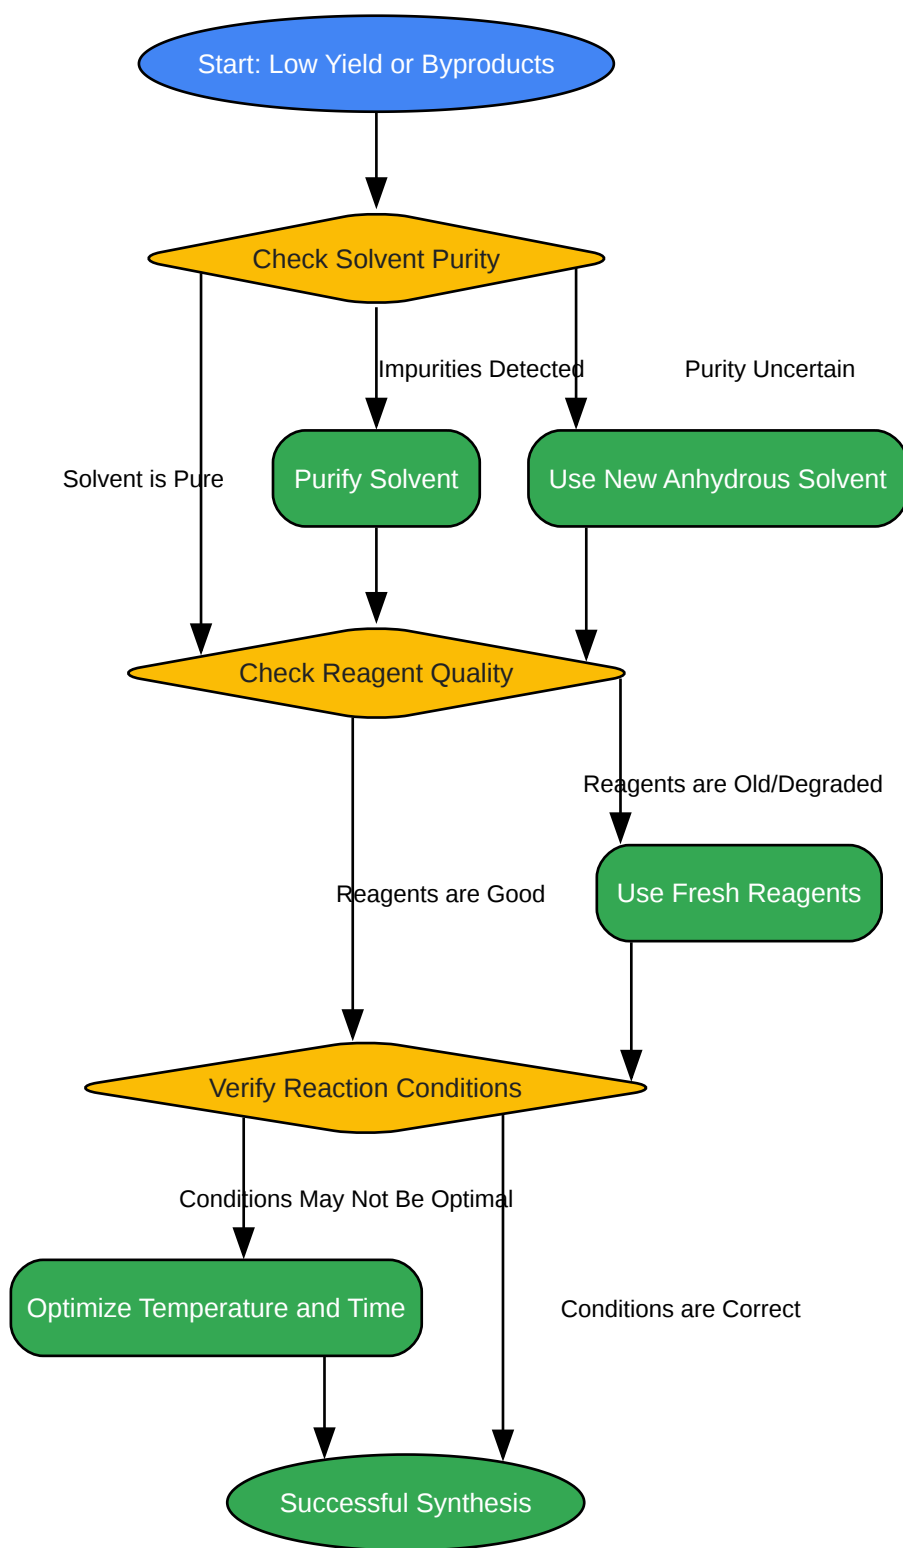 Start: Low Yield or Byproducts
Check Solvent Purity
Impurities Detected
Purity Uncertain
Solvent is Pure
Purify Solvent
Use New Anhydrous Solvent
Check Reagent Quality
Reagents are Old/Degraded
Reagents are Good
Use Fresh Reagents
Verify Reaction Conditions
Conditions May Not Be Optimal
Optimize Temperature and Time
Conditions are Correct
Successful Synthesis